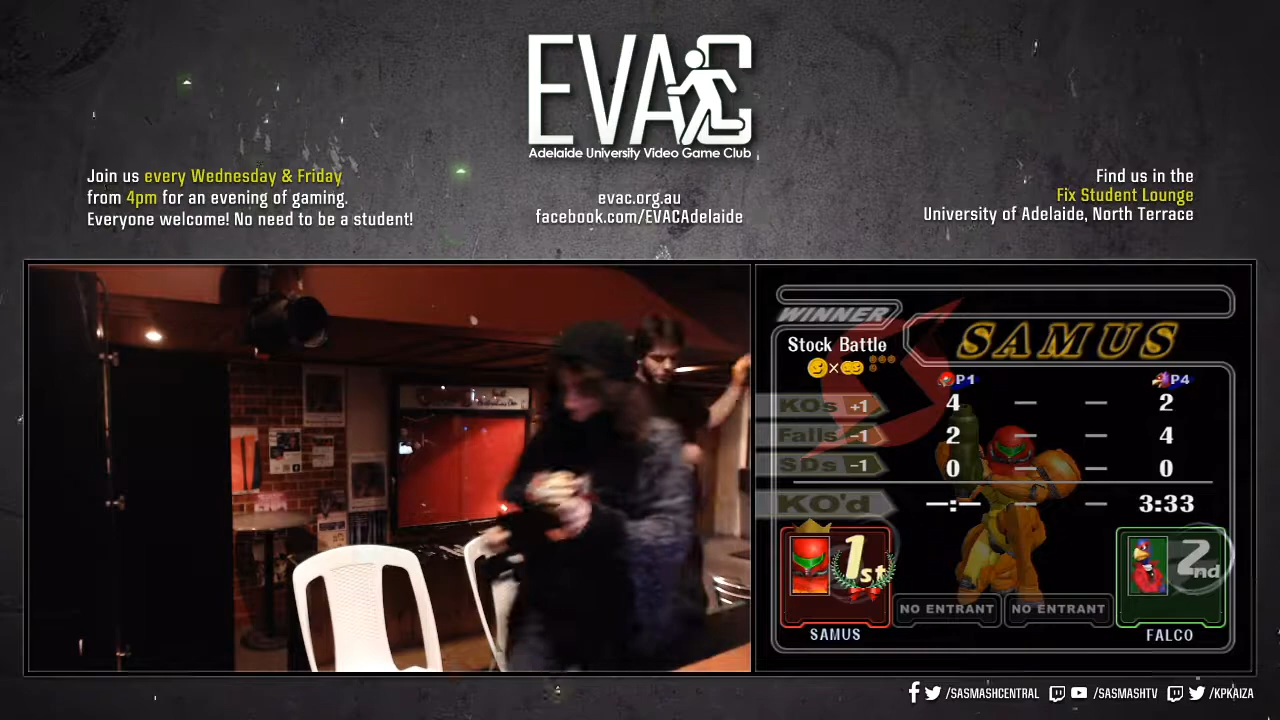 EVAC
Adelaide University Video Game Club
Join us every Wednesday & Friday
from 4pm for an evening of gaming.
Everyone welcome! No need to be a student!
evac.org.au
facebook.com/EVACAdelaide
Find us in the
Fix Student Lounge
University of Adelaide, North Terrace
WINNER
SAMUS
Stock Battle
P1 P4
KOs +1 4 — — 2
Falls -1 2 — — 4
SDs -1 0 — — 0
KO'd —:— — — 3:33
1st
NO ENTRANT
NO ENTRANT
2nd
SAMUS
FALCO
/SASMASHCENTRAL /SASMASHTV /KPKAIZA